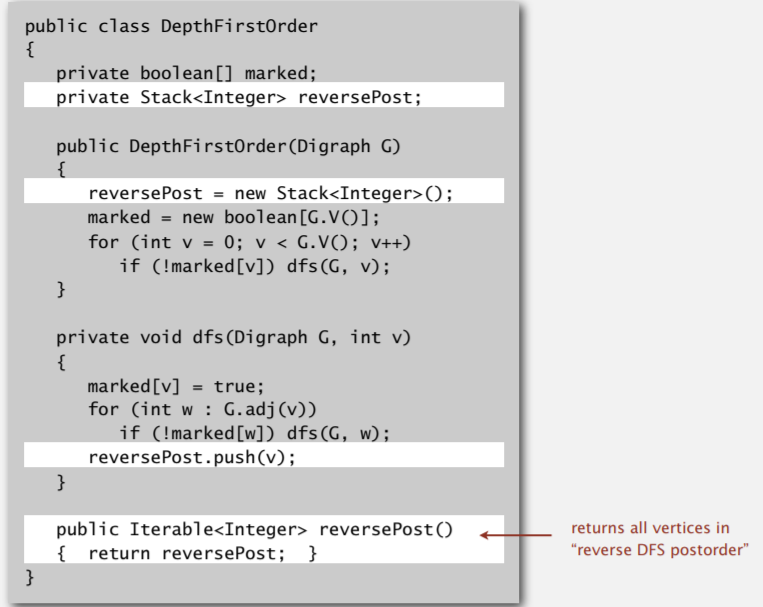 public class DepthFirstOrder
{
   private boolean[] marked;
   private Stack<Integer> reversePost;
   public DepthFirstOrder(Digraph G)
   {
      reversePost = new Stack<Integer>();
      marked = new boolean[G.V()];
      for (int v = 0; v < G.V(); v++)
         if (!marked[v]) dfs(G, v);
   }
   private void dfs(Digraph G, int v)
   {
      marked[v] = true;
      for (int w : G.adj(v))
         if (!marked[w]) dfs(G, w);
      reversePost.push(v);
   }
   public Iterable<Integer> reversePost()
   {  return reversePost;  }
}
returns all vertices in
“reverse DFS postorder”